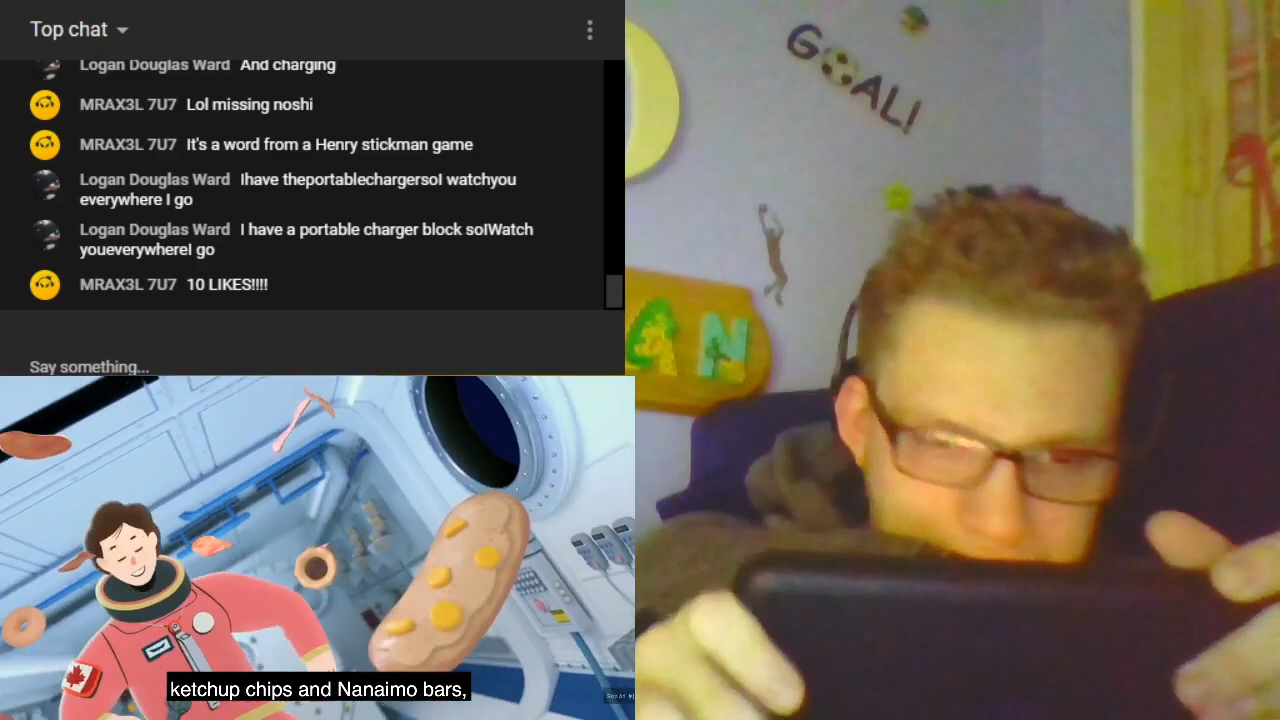 Top chat
Logan Douglas Ward And charging
MRAX3L 7U7 Lol missing noshi
MRAX3L 7U7 It's a word from a Henry stickman game
Logan Douglas Ward Ihave theportablechargersoI watchyou
everywhere I go
Logan Douglas Ward I have a portable charger block soIWatch
youeverywhereI go
MRAX3L 7U7 10 LIKES!!!!
Say something...
GOAL!
AN
ketchup chips and Nanaimo bars,